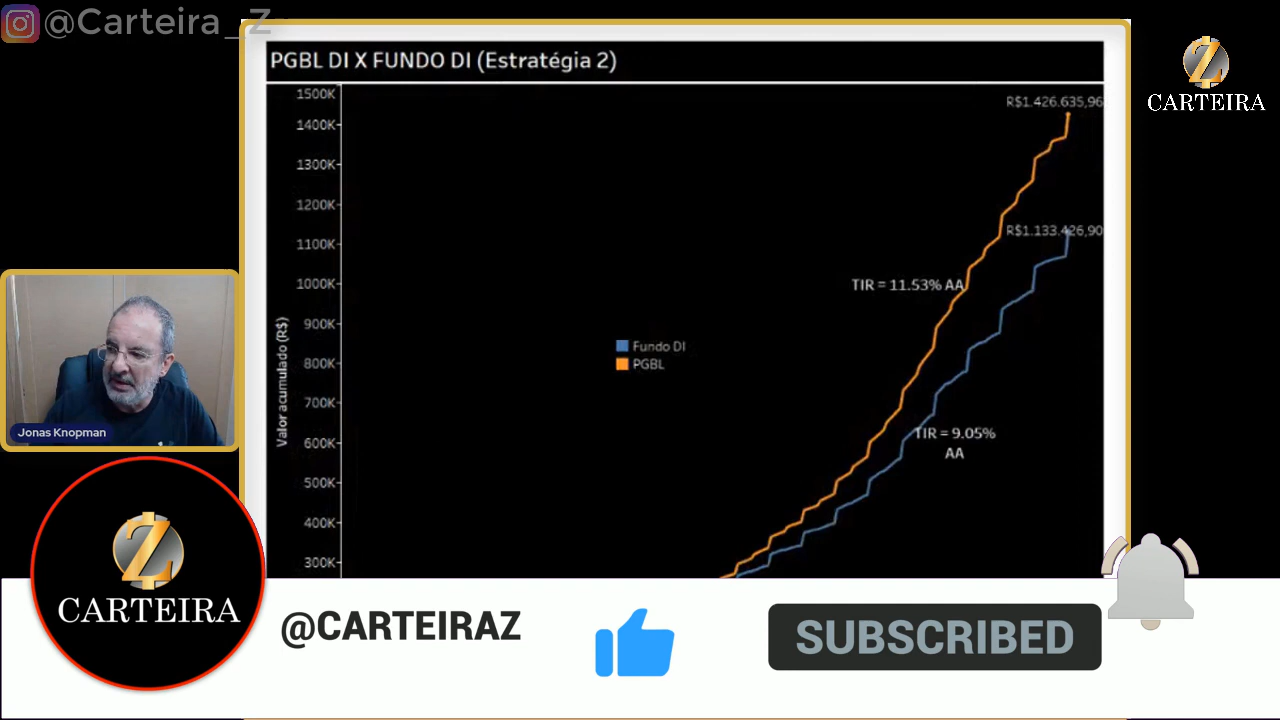 @Carteira_Z
PGBL DI X FUNDO DI (Estratégia 2)
Z
CARTEIRA
1500K
1400K
1300K
1200K
1100K
1000K
900K
800K
700K
600K
500K
400K
300K
Valor acumulado (R$)
R$1.426.635,96
R$1.133.426,90
TIR = 11.53% AA
Fundo DI
PGBL
TIR = 9.05%
AA
Jonas Knopman
Z
CARTEIRA
@CARTEIRAZ
SUBSCRIBED